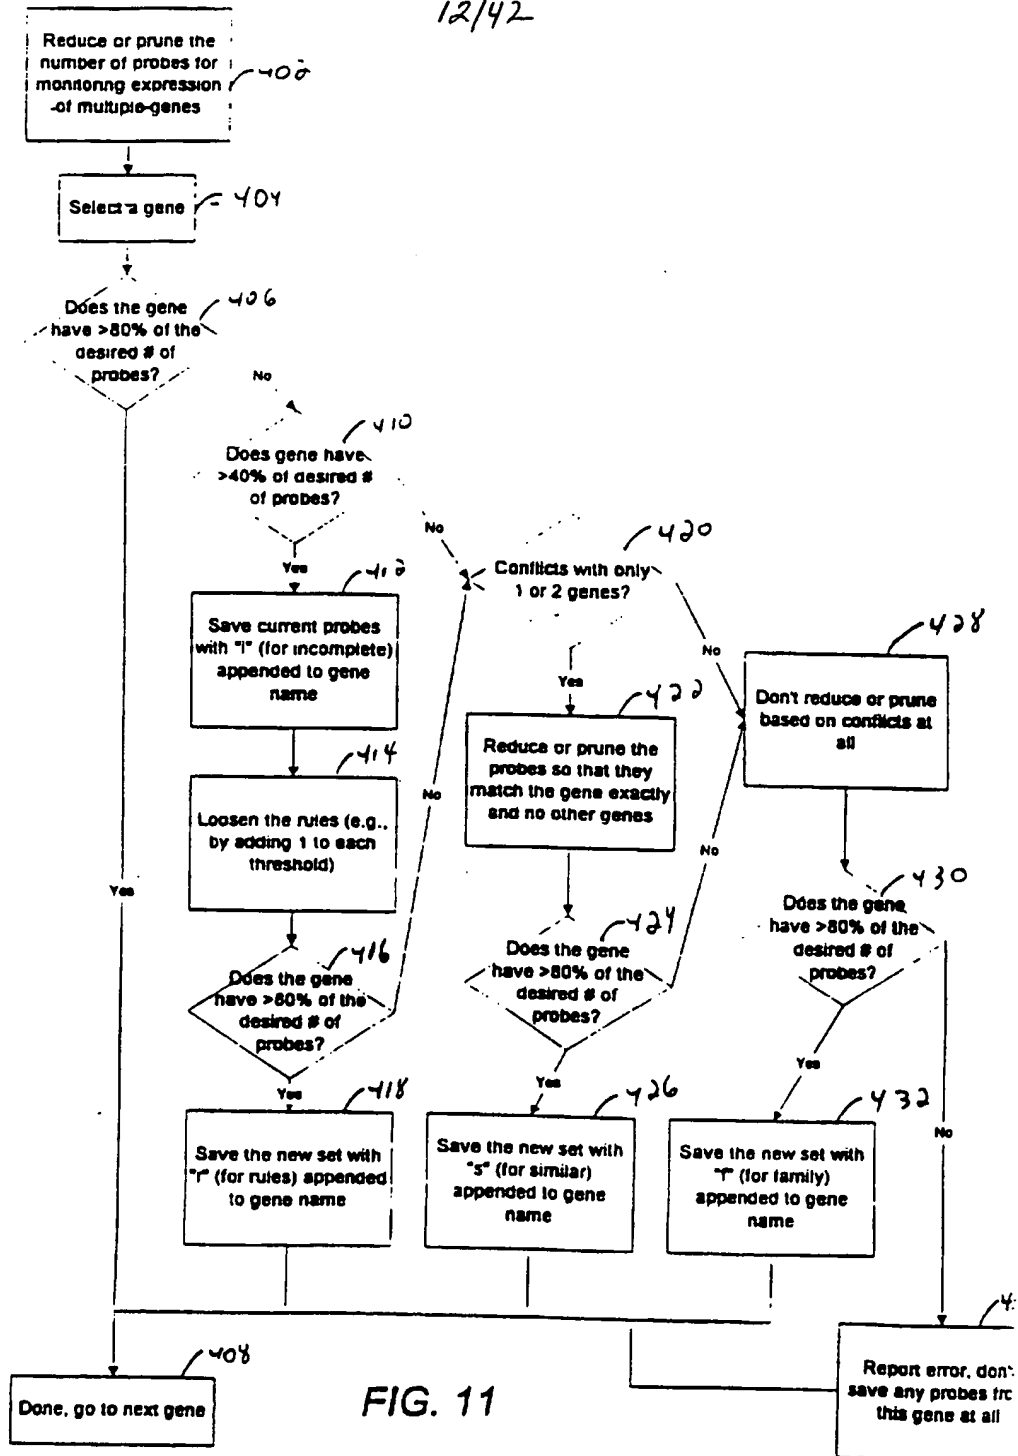 12/42
Reduce or prune the
number of probes for
monitoring expression
of multiple genes
402
Select a gene
404
Does the gene
have >80% of the
desired # of
probes?
406
No
Does gene have
>40% of desired #
of probes?
410
No
Yes
Conflicts with only
1 or 2 genes?
420
412
Save current probes
with "i" (for incomplete)
appended to gene
name
No
Yes
428
Don't reduce or prune
based on conflicts at
all
422
Reduce or prune the
probes so that they
match the gene exactly
and no other genes
414
Loosen the rules (e.g.,
by adding 1 to each
threshold)
No
No
Yes
430
Does the gene
have >80% of the
desired # of
probes?
424
Does the gene
have >80% of the
desired # of
probes?
416
Does the gene
have >80% of the
desired # of
probes?
Yes
Yes
Yes
No
418
Save the new set with
"r" (for rules) appended
to gene name
426
Save the new set with
"s" (for similar)
appended to gene
name
432
Save the new set with
"f" (for family)
appended to gene
name
408
Done, go to next gene
FIG. 11
Report error, don'
save any probes
this gene at all